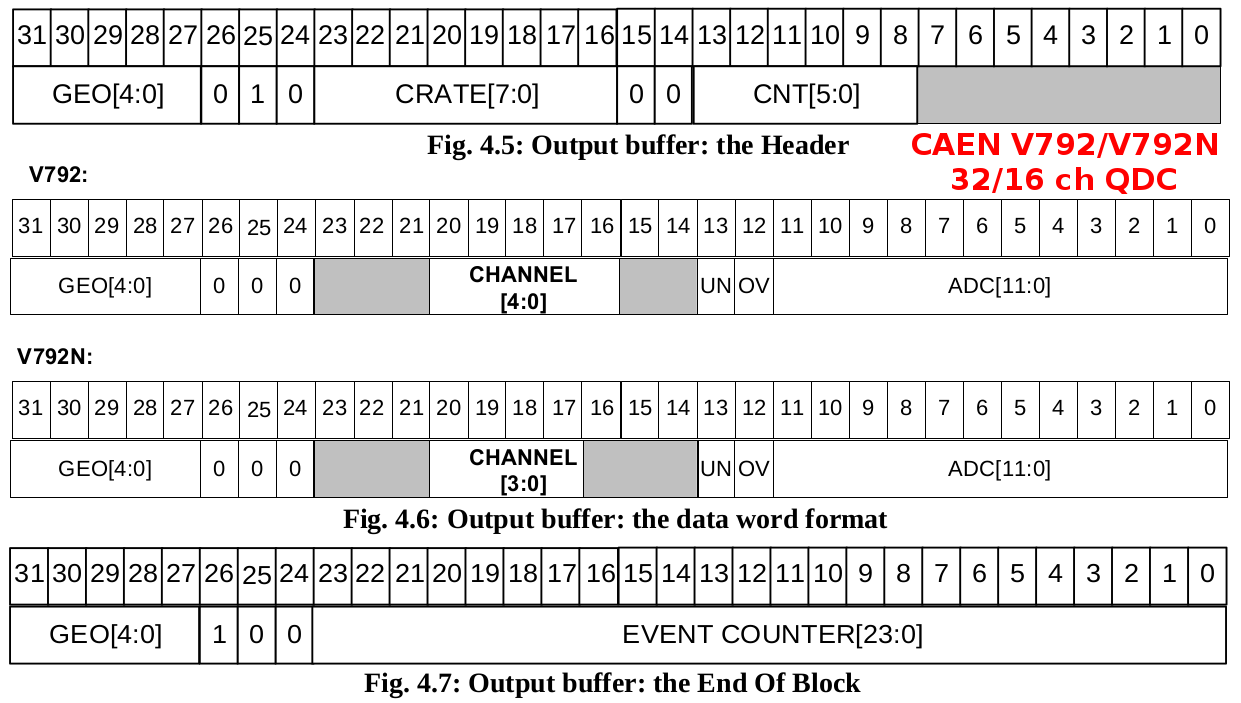 31 30 29 28 27 26 25 24 23 22 21 20 19 18 17 16 15 14 13 12 11 10 9 8 7 6 5 4 3 2 1 0
GEO[4:0] 0 1 0 CRATE[7:0] 0 0 CNT[5:0]
Fig. 4.5: Output buffer: the Header
CAEN V792/V792N
32/16 ch QDC
V792:
31 30 29 28 27 26 25 24 23 22 21 20 19 18 17 16 15 14 13 12 11 10 9 8 7 6 5 4 3 2 1 0
GEO[4:0] 0 0 0 CHANNEL [4:0] UN OV ADC[11:0]
V792N:
31 30 29 28 27 26 25 24 23 22 21 20 19 18 17 16 15 14 13 12 11 10 9 8 7 6 5 4 3 2 1 0
GEO[4:0] 0 0 0 CHANNEL [3:0] UN OV ADC[11:0]
Fig. 4.6: Output buffer: the data word format
31 30 29 28 27 26 25 24 23 22 21 20 19 18 17 16 15 14 13 12 11 10 9 8 7 6 5 4 3 2 1 0
GEO[4:0] 1 0 0 EVENT COUNTER[23:0]
Fig. 4.7: Output buffer: the End Of Block